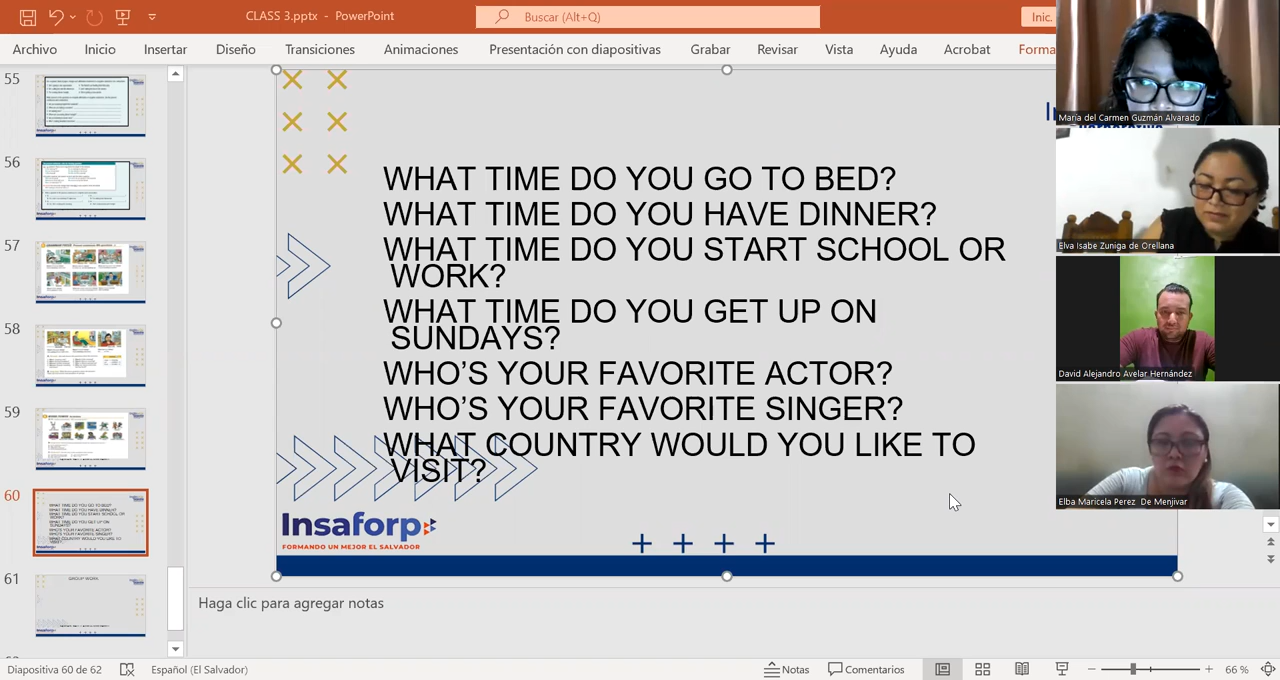 CLASS 3.pptx - PowerPoint
Buscar (Alt+Q)
Inic.
Archivo Inicio Insertar Diseño Transiciones Animaciones Presentación con diapositivas Grabar Revisar Vista Ayuda Acrobat Forma
55
56
57
58
59
60
61
GROUP WORK
WHAT TIME DO YOU GO TO BED?
WHAT TIME DO YOU HAVE DINNER?
WHAT TIME DO YOU START SCHOOL OR
WORK?
WHAT TIME DO YOU GET UP ON
SUNDAYS?
WHO'S YOUR FAVORITE ACTOR?
WHO'S YOUR FAVORITE SINGER?
WHAT COUNTRY WOULD YOU LIKE TO
VISIT?
Insaforp
FORMANDO UN MEJOR EL SALVADOR
María del Carmen Guzmán Alvarado
Elva Isabe Zuniga de Orellana
David Alejandro Avelar Hernández
Elba Maricela Perez De Menjivar
Haga clic para agregar notas
Diapositiva 60 de 62 Español (El Salvador) Notas Comentarios 66 %